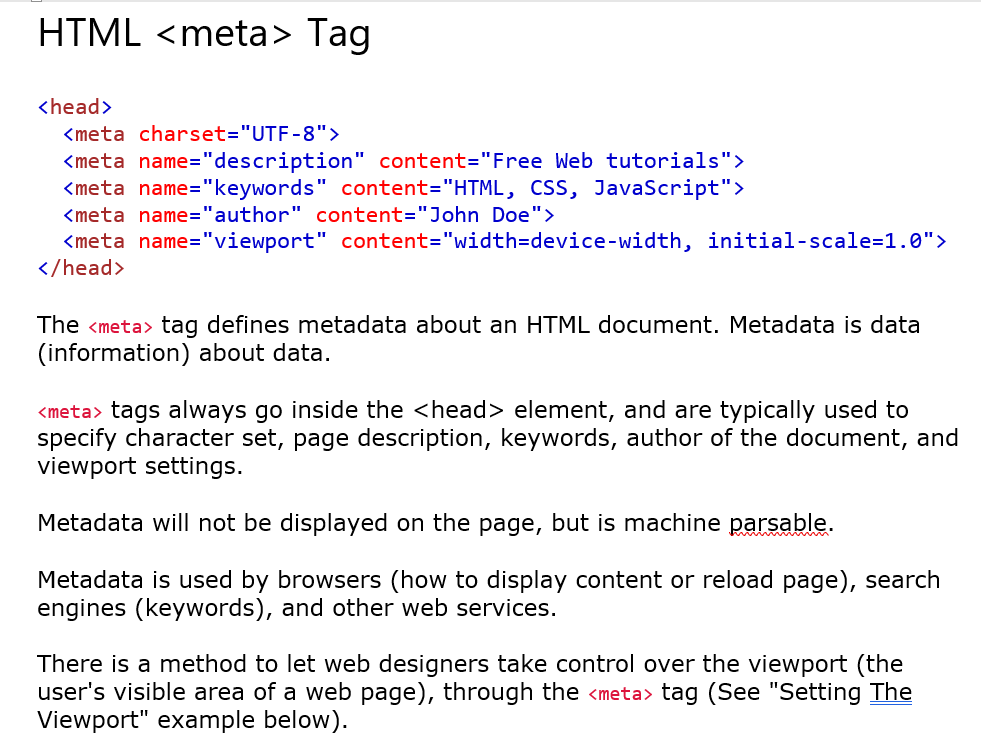 HTML <meta> Tag
<head>
<meta charset="UTF-8">
<meta name="description" content="Free Web tutorials">
<meta name="keywords" content="HTML, CSS, JavaScript">
<meta name="author" content="John Doe">
<meta name="viewport" content="width=device-width, initial-scale=1.0">
</head>
The <meta> tag defines metadata about an HTML document. Metadata is data
(information) about data.
<meta> tags always go inside the <head> element, and are typically used to
specify character set, page description, keywords, author of the document, and
viewport settings.
Metadata will not be displayed on the page, but is machine parsable.
Metadata is used by browsers (how to display content or reload page), search
engines (keywords), and other web services.
There is a method to let web designers take control over the viewport (the
user's visible area of a web page), through the <meta> tag (See "Setting The
Viewport" example below).